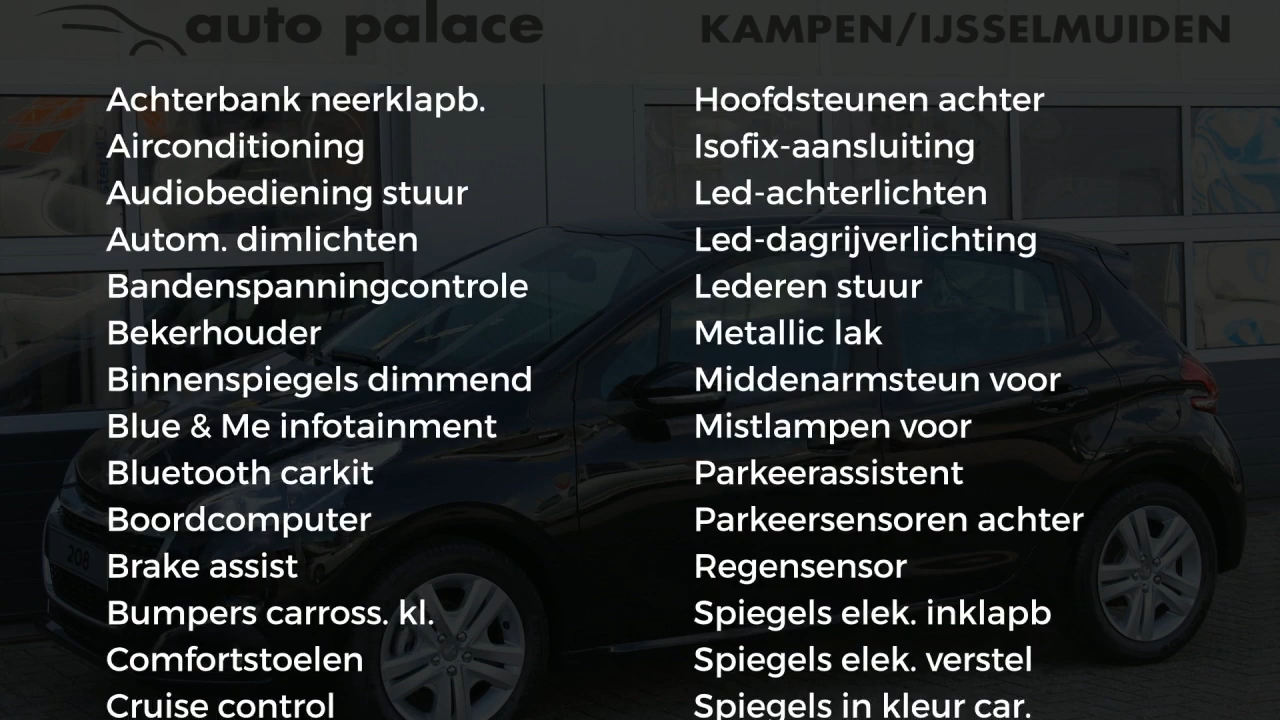 auto palace
KAMPEN/IJSSELMUIDEN
Achterbank neerklapb.
Airconditioning
Audiobediening stuur
Autom. dimlichten
Bandenspanningcontrole
Bekerhouder
Binnenspiegels dimmend
Blue & Me infotainment
Bluetooth carkit
Boordcomputer
Brake assist
Bumpers carross. kl.
Comfortstoelen
Cruise control
Hoofdsteunen achter
Isofix-aansluiting
Led-achterlichten
Led-dagrijverlichting
Lederen stuur
Metallic lak
Middenarmsteun voor
Mistlampen voor
Parkeerassistent
Parkeersensoren achter
Regensensor
Spiegels elek. inklapb
Spiegels elek. verstel
Spiegels in kleur car.
208